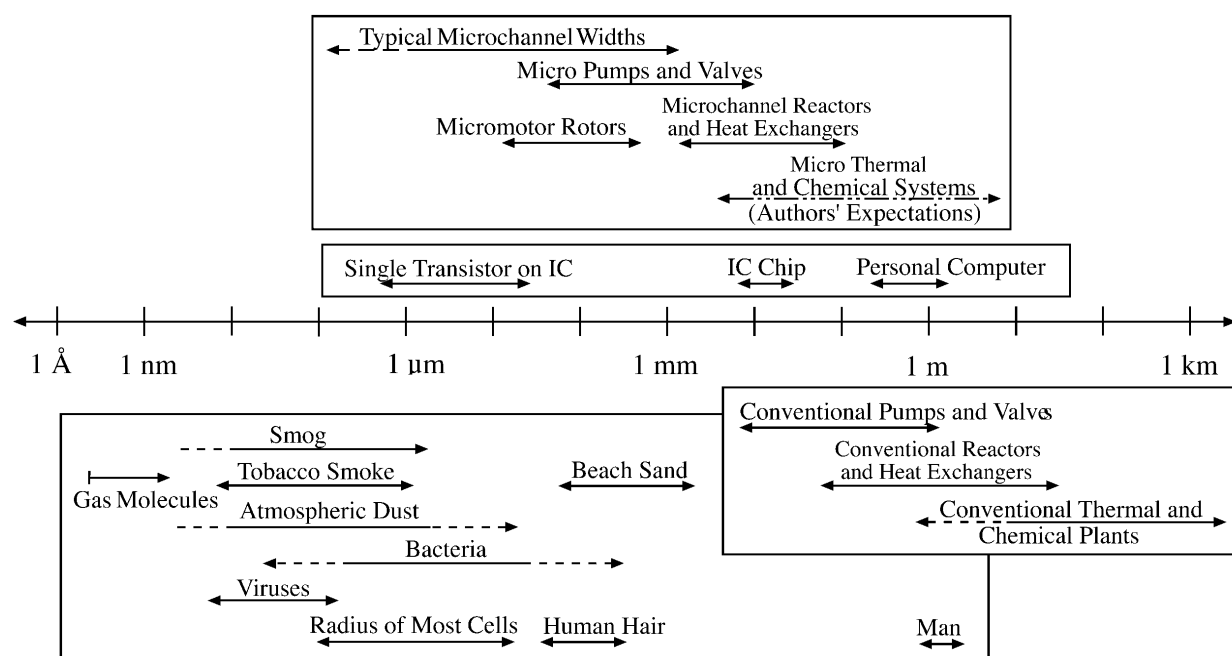 Typical Microchannel Widths
Micro Pumps and Valves
Microchannel Reactors
and Heat Exchangers
Micromotor Rotors
Micro Thermal
and Chemical Systems
(Authors' Expectations)
Single Transistor on IC
IC Chip
Personal Computer
1 Å
1 nm
1 µm
1 mm
1 m
1 km
Conventional Pumps and Valves
Smog
Conventional Reactors
and Heat Exchangers
Tobacco Smoke
Beach Sand
Gas Molecules
Atmospheric Dust
Conventional Thermal and
Chemical Plants
Bacteria
Viruses
Radius of Most Cells
Human Hair
Man